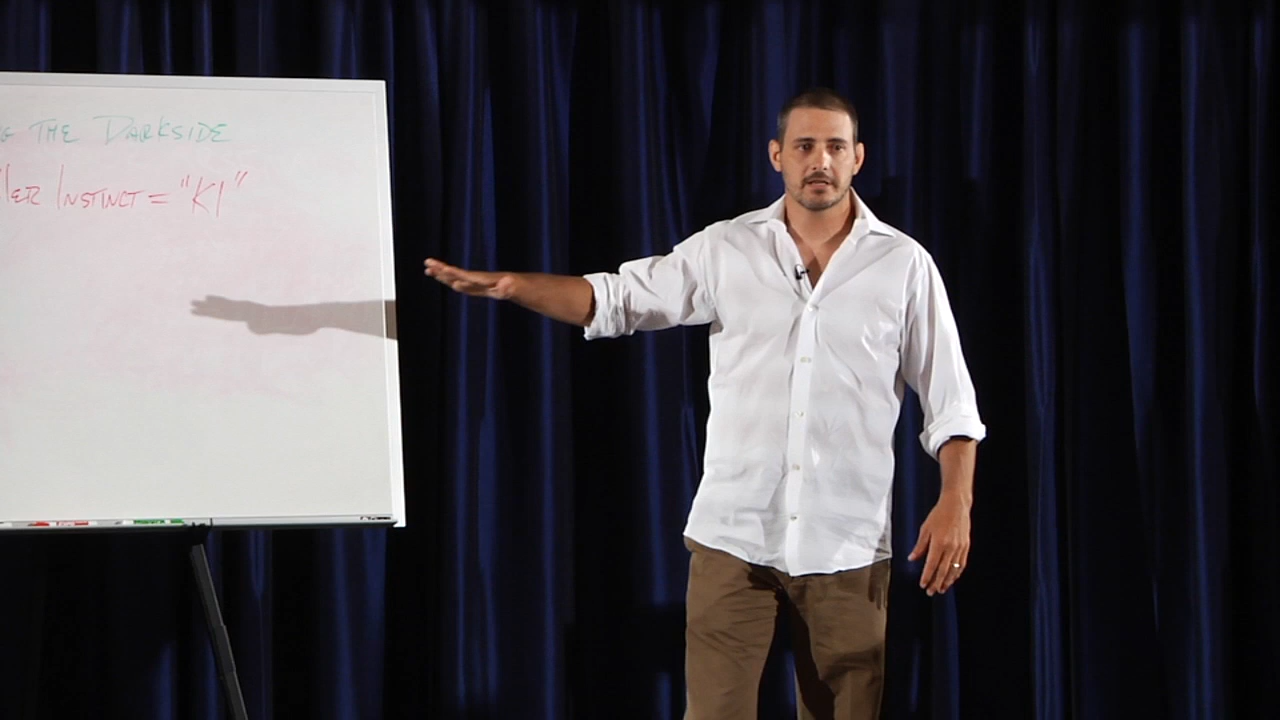 THE DARKSIDE
INSTINCT = "KI"